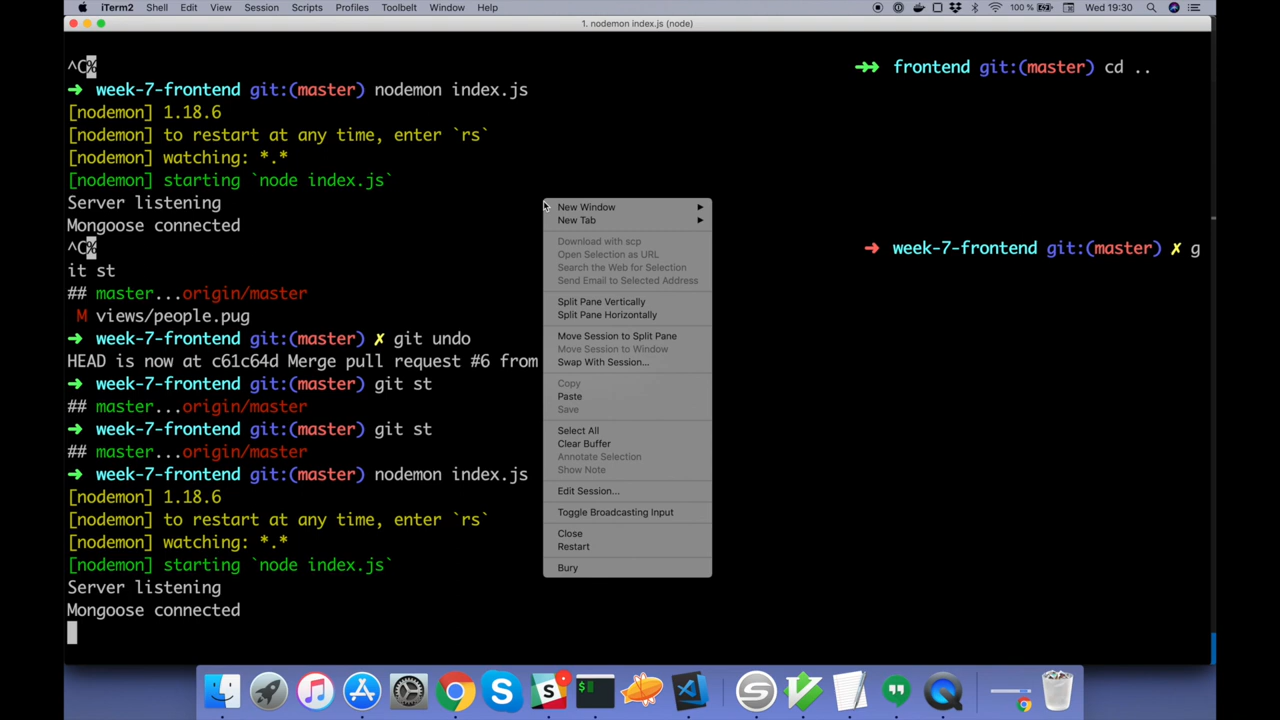 iTerm2 Shell Edit View Session Scripts Profiles Toolbelt Window Help 100 % Wed 19:30
1. nodemon index.js (node)
^C%
➜ week-7-frontend git:(master) nodemon index.js
[nodemon] 1.18.6
[nodemon] to restart at any time, enter `rs`
[nodemon] watching: *.*
[nodemon] starting `node index.js`
Server listening
Mongoose connected
^C%
it st
## master...origin/master
M views/people.pug
➜ week-7-frontend git:(master) ✗ git undo
HEAD is now at c61c64d Merge pull request #6 from
➜ week-7-frontend git:(master) git st
## master...origin/master
➜ week-7-frontend git:(master) git st
## master...origin/master
➜ week-7-frontend git:(master) nodemon index.js
[nodemon] 1.18.6
[nodemon] to restart at any time, enter `rs`
[nodemon] watching: *.*
[nodemon] starting `node index.js`
Server listening
Mongoose connected
➜ frontend git:(master) cd ..
➜ week-7-frontend git:(master) ✗ g
New Window
New Tab
Download with scp
Open Selection as URL
Search the Web for Selection
Send Email to Selected Address
Split Pane Vertically
Split Pane Horizontally
Move Session to Split Pane
Move Session to Window
Swap With Session...
Copy
Paste
Save
Select All
Clear Buffer
Annotate Selection
Show Note
Edit Session...
Toggle Broadcasting Input
Close
Restart
Bury